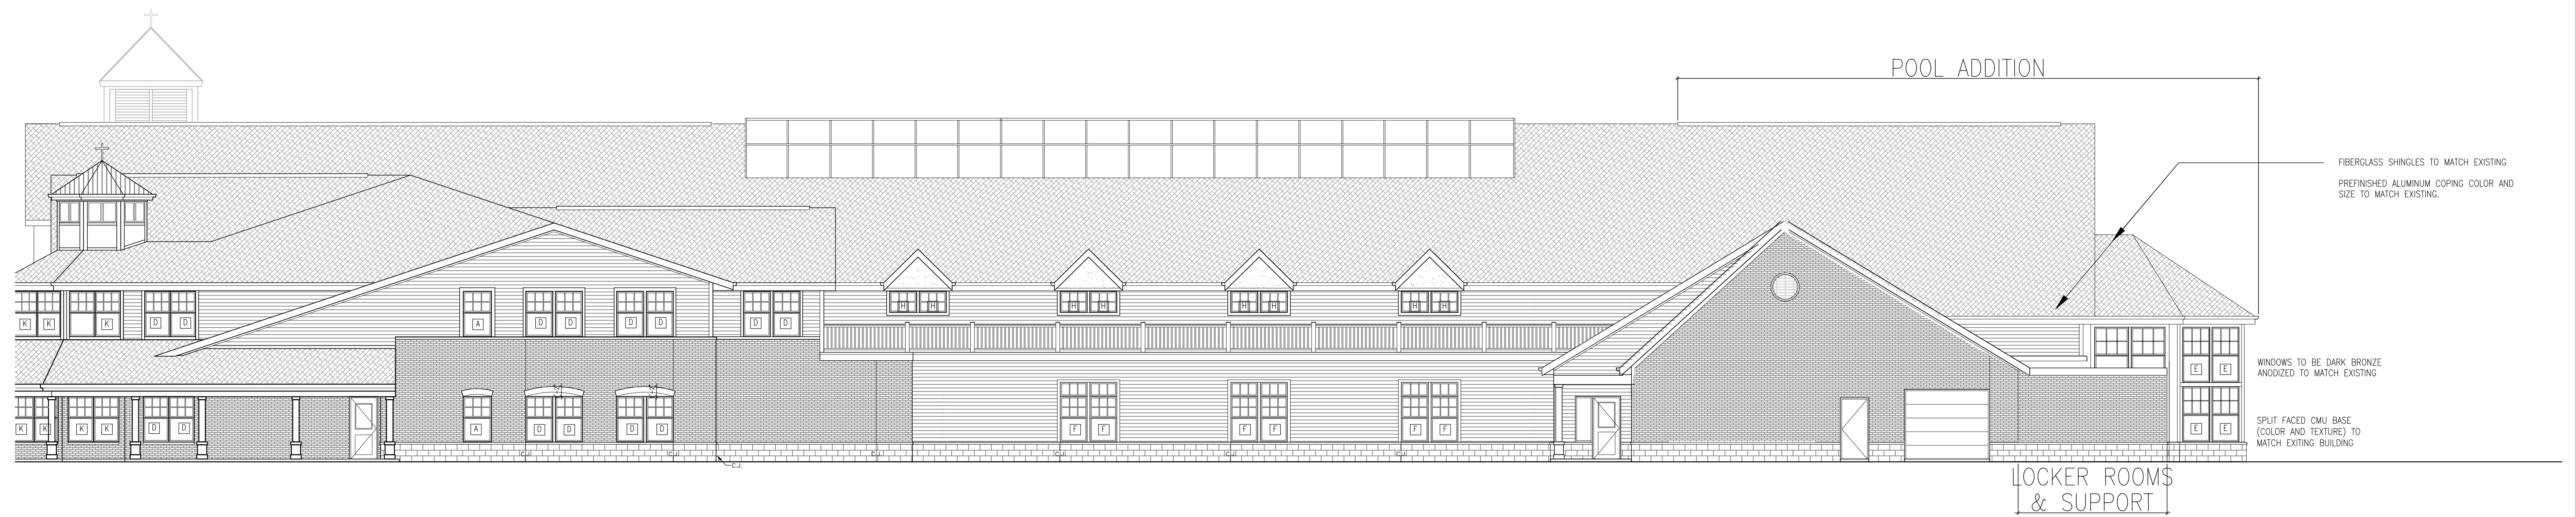 POOL ADDITION
FIBERGLASS SHINGLES TO MATCH EXISTING
PREFINISHED ALUMINUM COPING COLOR AND
SIZE TO MATCH EXISTING.
H H H H H H H H
K K K D D A D D D D D D
WINDOWS TO BE DARK BRONZE
ANODIZED TO MATCH EXISTING
E E
K K K K D D A D D D D F F F F F F E E
SPLIT FACED CMU BASE
(COLOR AND TEXTURE) TO
MATCH EXITING BUILDING
C.J. C.J. C.J. C.J. C.J. C.J.
C.J.
LOCKER ROOMS
& SUPPORT